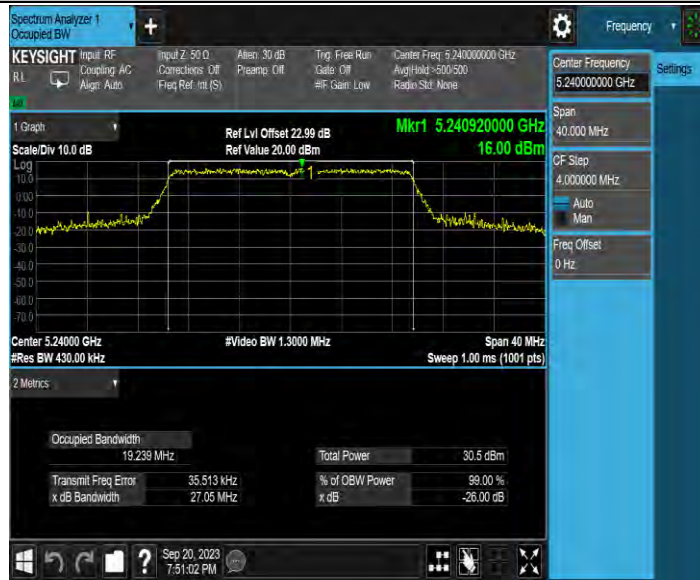 Spectrum Analyzer 1
Occupied BW
Frequency
KEYSIGHT
Input: RF
Coupling: AC
Align: Auto
Input Z: 50 Ω
Corrections: Off
Freq Ref: Int (S)
Atten: 30 dB
Preamp: Off
Trig: Free Run
Gate: Off
#IF Gain: Low
Center Freq: 5.240000000 GHz
Avg|Hold:>500/500
Radio Std: None
RL
Center Frequency
5.240000000 GHz
Settings
Span
40.000 MHz
CF Step
4.000000 MHz
Auto
Man
Freq Offset
0 Hz
1 Graph
Scale/Div 10.0 dB
Ref Lvl Offset 22.99 dB
Ref Value 20.00 dBm
Mkr1 5.240920000 GHz
16.00 dBm
Log
10.0
0.00
-10.0
-20.0
-30.0
-40.0
-50.0
-60.0
-70.0
1
Center 5.24000 GHz
#Res BW 430.00 kHz
#Video BW 1.3000 MHz
Span 40 MHz
Sweep 1.00 ms (1001 pts)
2 Metrics
Occupied Bandwidth
19.239 MHz
Total Power 30.5 dBm
Transmit Freq Error 35.513 kHz
% of OBW Power 99.00 %
x dB Bandwidth 27.05 MHz
x dB -26.00 dB
Sep 20, 2023
7:51:02 PM